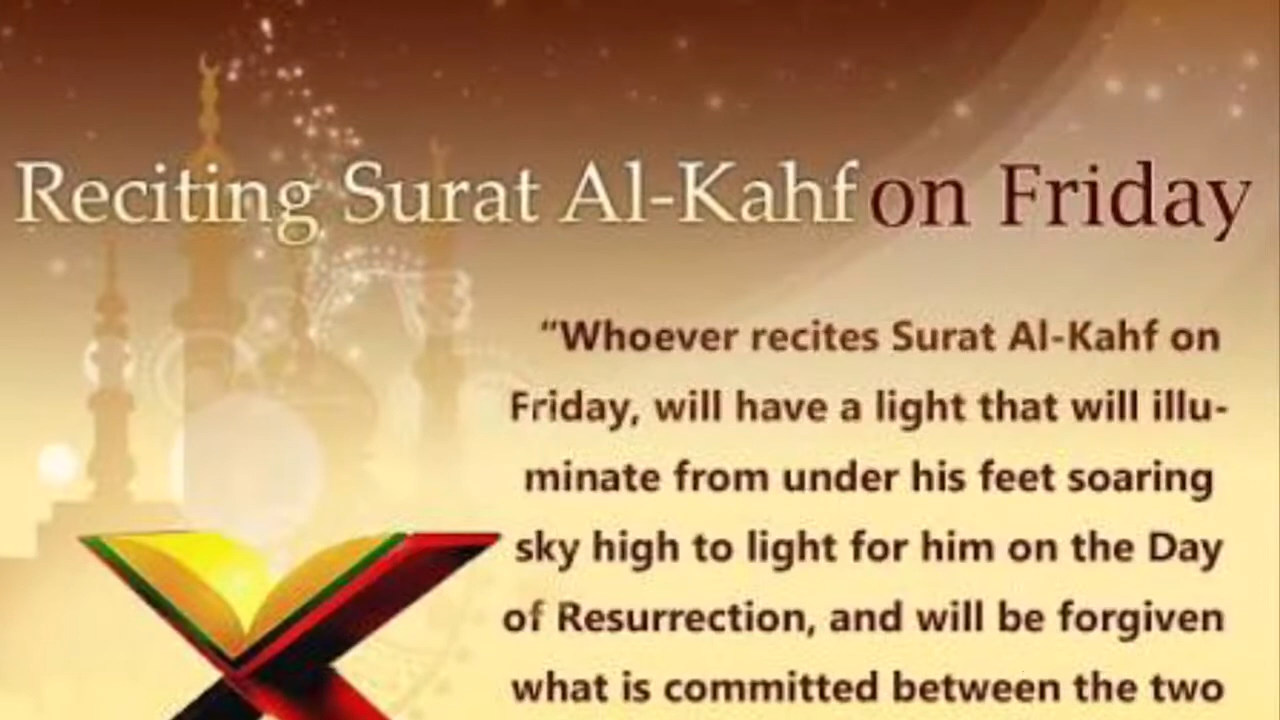 Reciting Surat Al-Kahf on Friday
“Whoever recites Surat Al-Kahf on
Friday, will have a light that will illu-
minate from under his feet soaring
sky high to light for him on the Day
of Resurrection, and will be forgiven
what is committed between the two